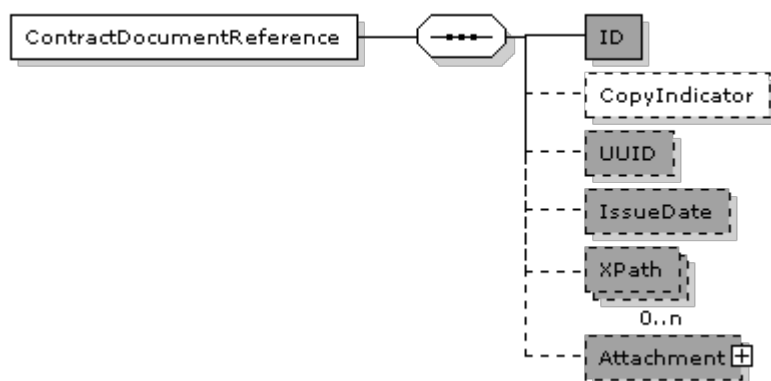 ContractDocumentReference
ID
CopyIndicator
UUID
IssueDate
XPath
0..n
Attachment